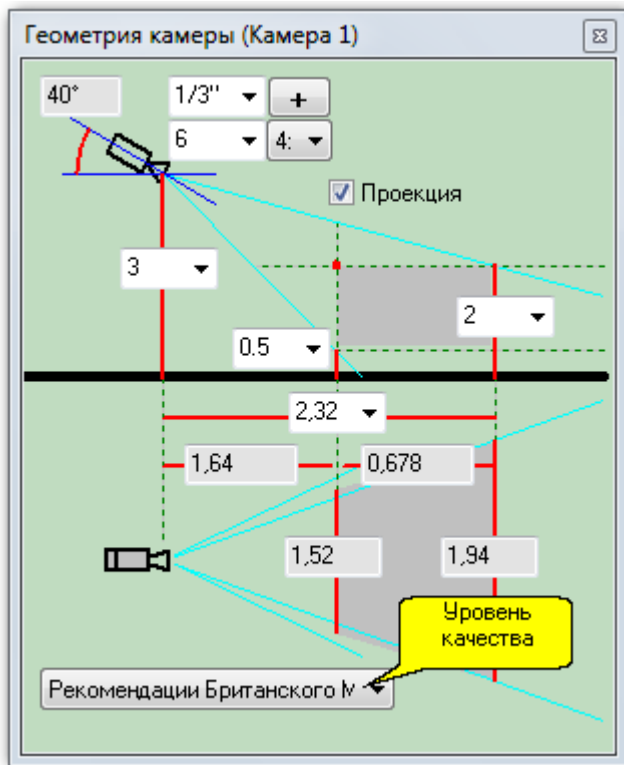 Геометрия камеры (Камера 1)
40°
1/3''
+
6
4:
Проекция
3
2
0.5
2,32
1,64
0,678
1,52
1,94
Уровень
качества
Рекомендации Британского М